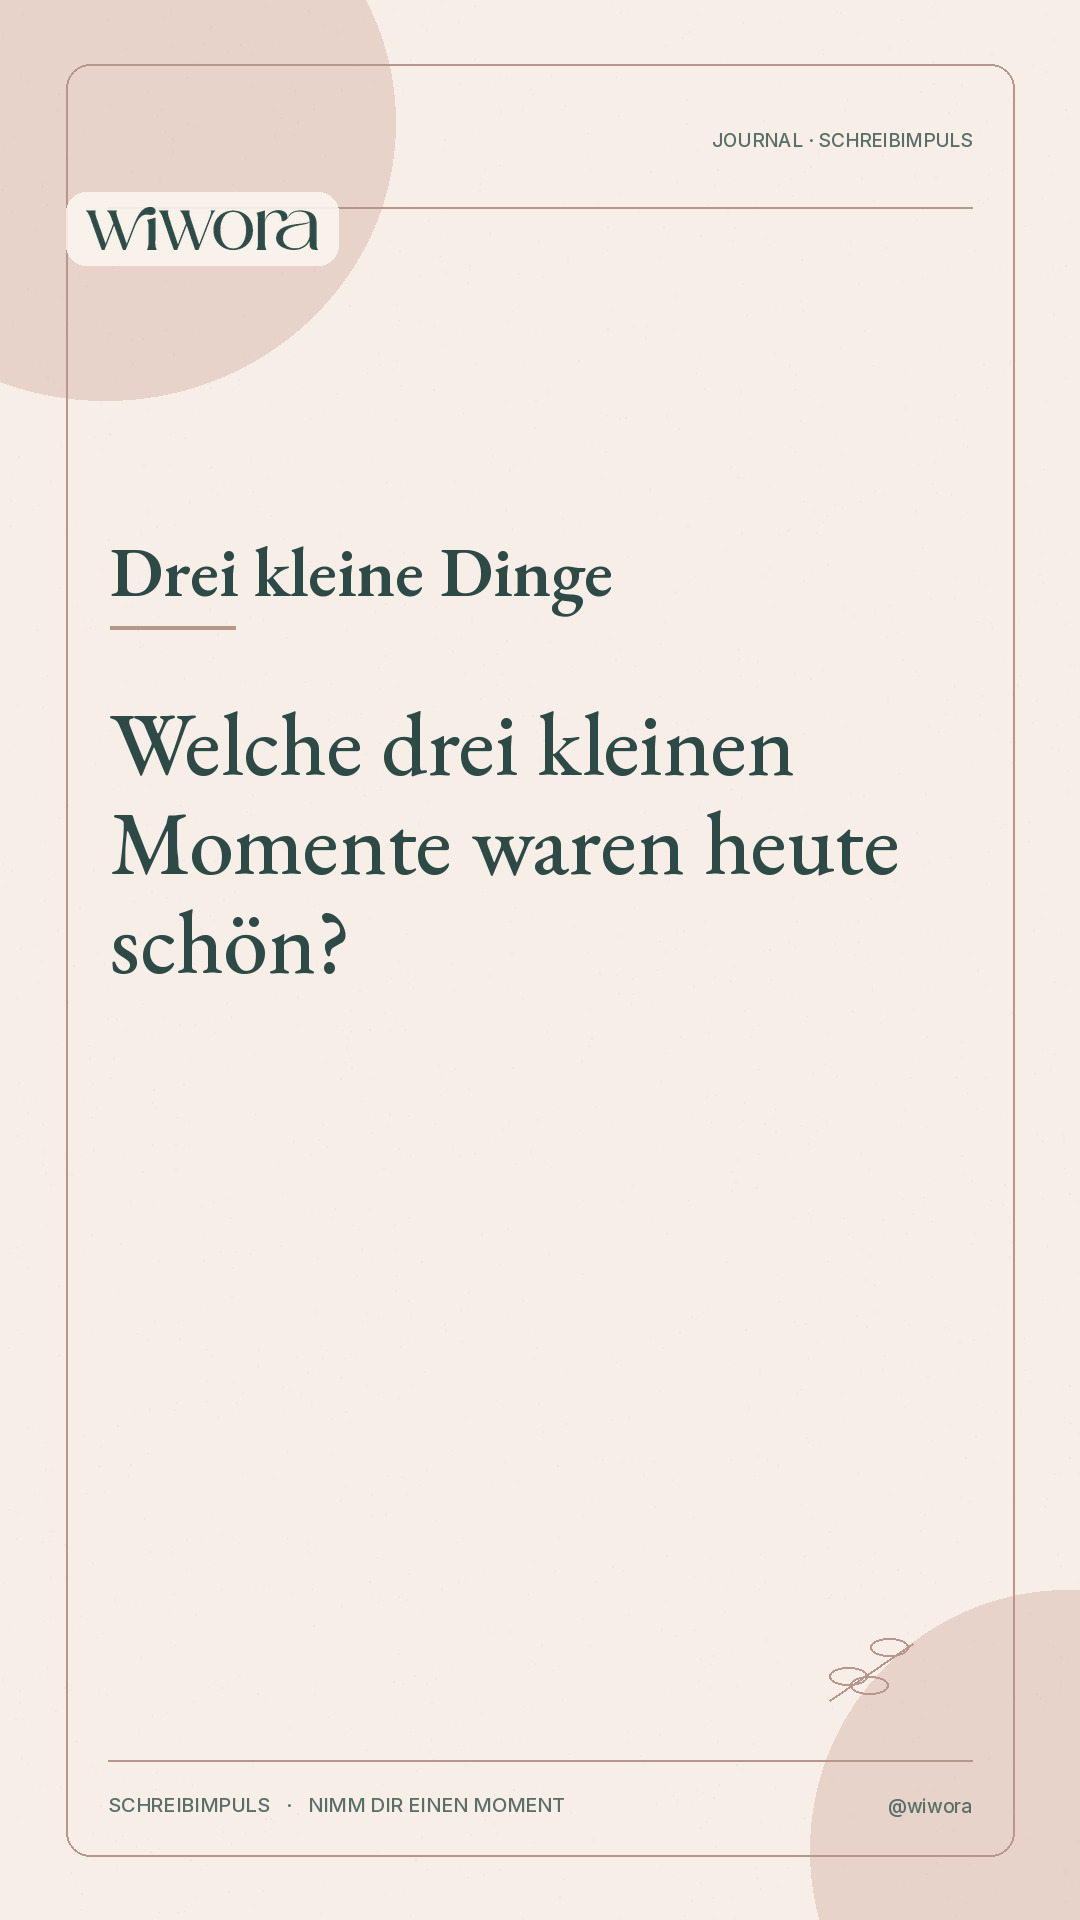 JOURNAL · SCHREIBIMPULS
wiwora
Drei kleine Dinge
Welche drei kleinen
Momente waren heute
schön?
SCHREIBIMPULS · NIMM DIR EINEN MOMENT
@wiwora